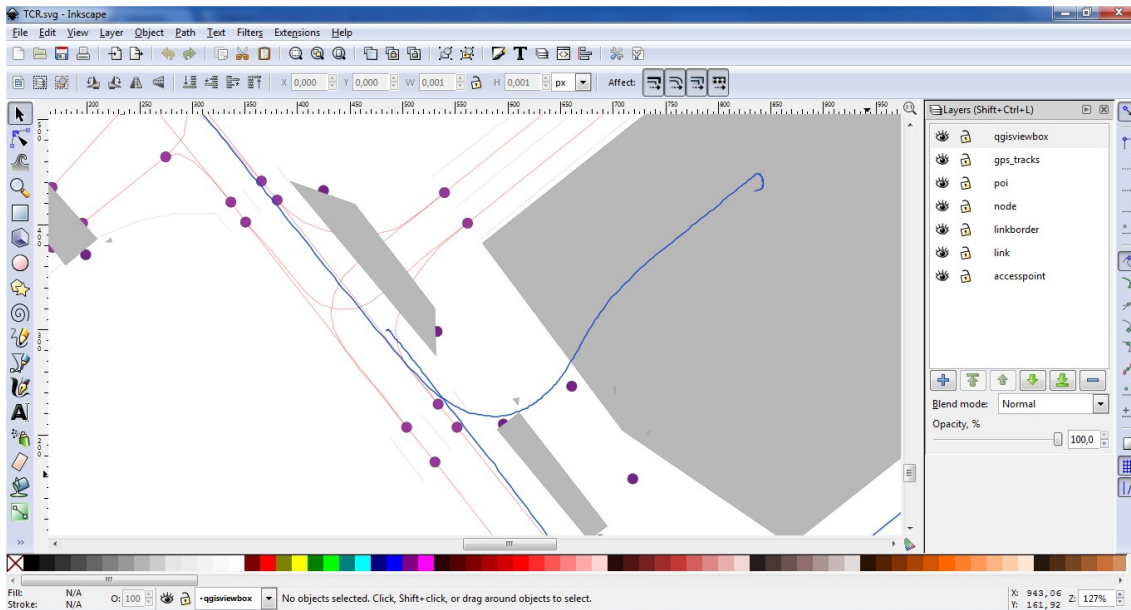 TCR.svg - Inkscape
File Edit View Layer Object Path Text Filters Extensions Help
X 0,000 Y 0,000 W 0,001 H 0,001 px Affect:
200 250 300 350 400 450 500 550 600 650 700 750 800 850 900 950
Layers (Shift+Ctrl+L)
qgisviewbox
gps_tracks
poi
node
linkborder
link
accesspoint
Blend mode: Normal
Opacity, %
100,0
Fill: N/A
Stroke: N/A
O: 100
•qgisviewbox
No objects selected. Click, Shift+click, or drag around objects to select.
X: 943,06
Y: 161,92
Z: 127%